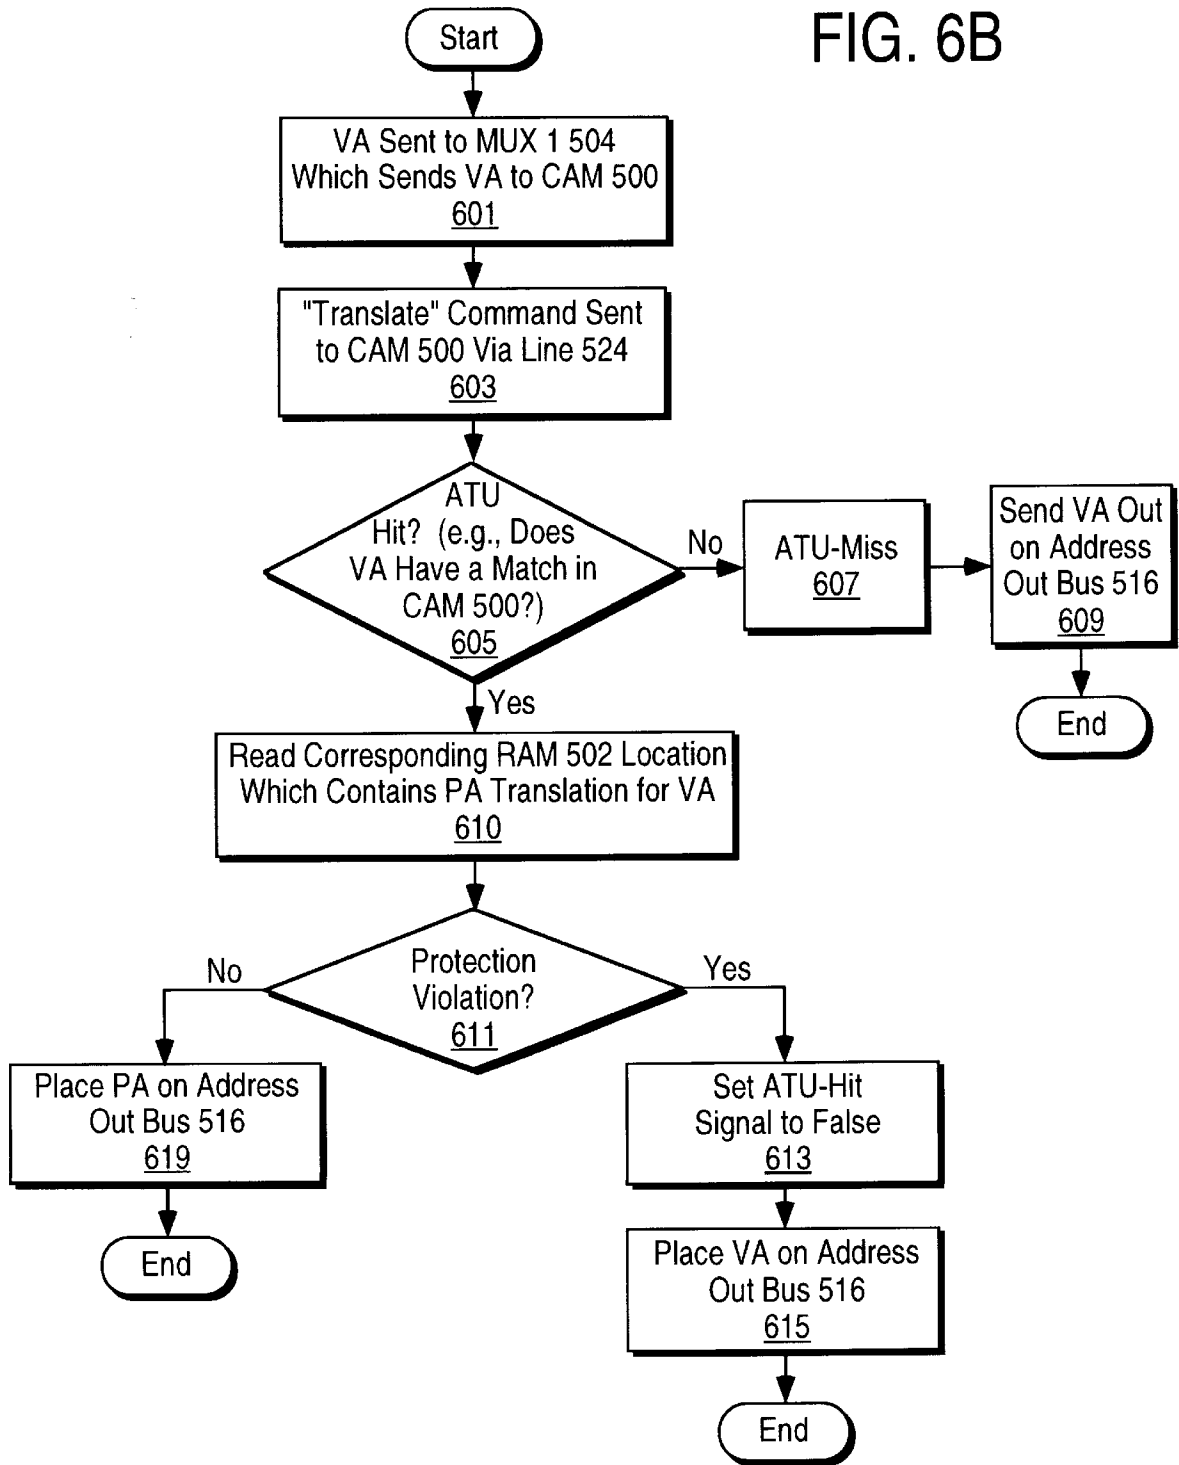 FIG. 6B
Start
VA Sent to MUX 1 504
Which Sends VA to CAM 500
601
"Translate" Command Sent
to CAM 500 Via Line 524
603
ATU
Hit? (e.g., Does
VA Have a Match in
CAM 500?)
605
No
ATU-Miss
607
Send VA Out
on Address
Out Bus 516
609
End
Yes
Read Corresponding RAM 502 Location
Which Contains PA Translation for VA
610
Protection
Violation?
611
No
Yes
Place PA on Address
Out Bus 516
619
End
Set ATU-Hit
Signal to False
613
Place VA on Address
Out Bus 516
615
End